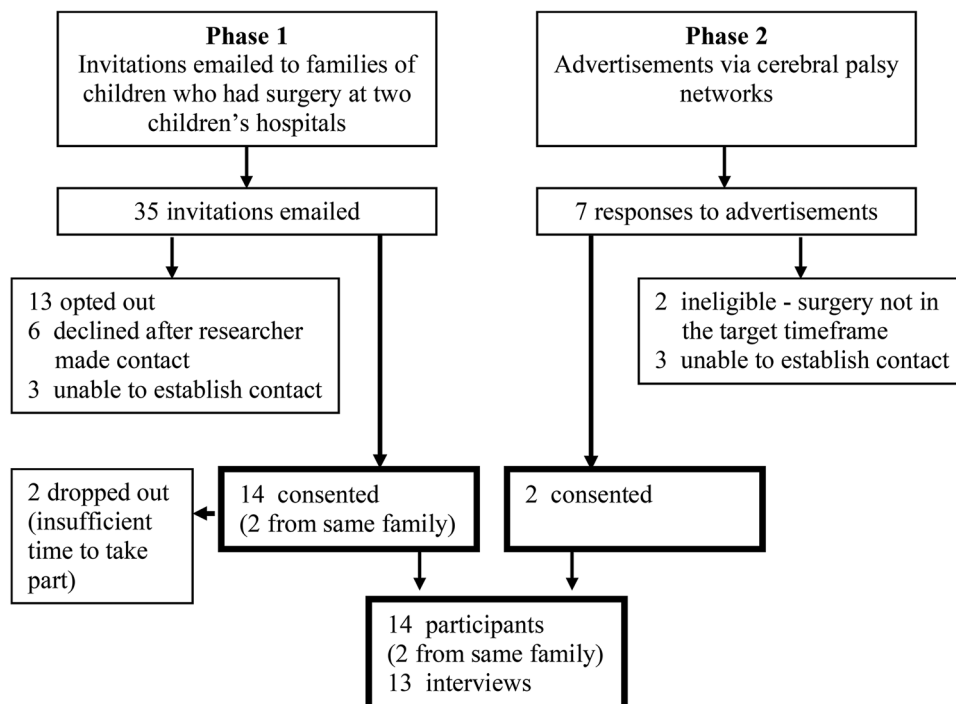 Phase 1
Invitations emailed to families of
children who had surgery at two
children's hospitals
Phase 2
Advertisements via cerebral palsy
networks
35 invitations emailed
7 responses to advertisements
13 opted out
6 declined after researcher
made contact
3 unable to establish contact
2 ineligible - surgery not in
the target timeframe
3 unable to establish contact
2 dropped out
(insufficient
time to take
part)
14 consented
(2 from same family)
2 consented
14 participants
(2 from same family)
13 interviews